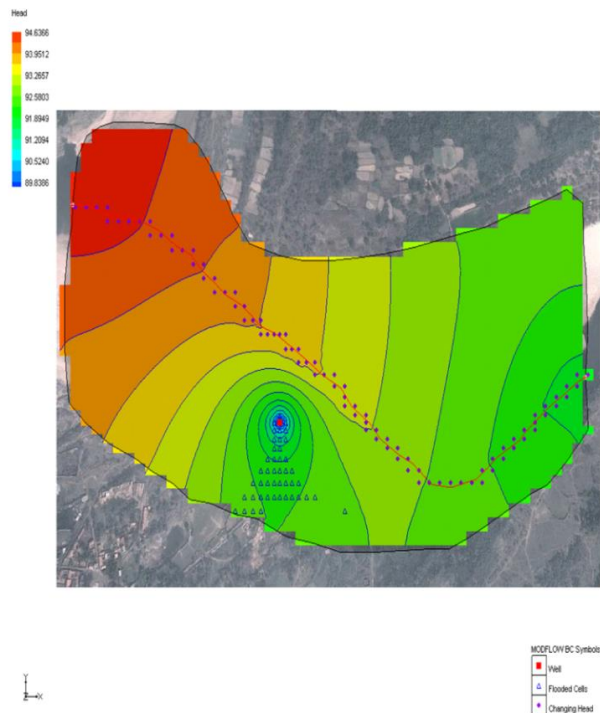 Head
94.6366
93.9512
93.2657
92.5803
91.8949
91.2094
90.5240
89.8386
MODFLOW BC Symbols
Well
Flooded Cells
Changing Head
Y
Z
X